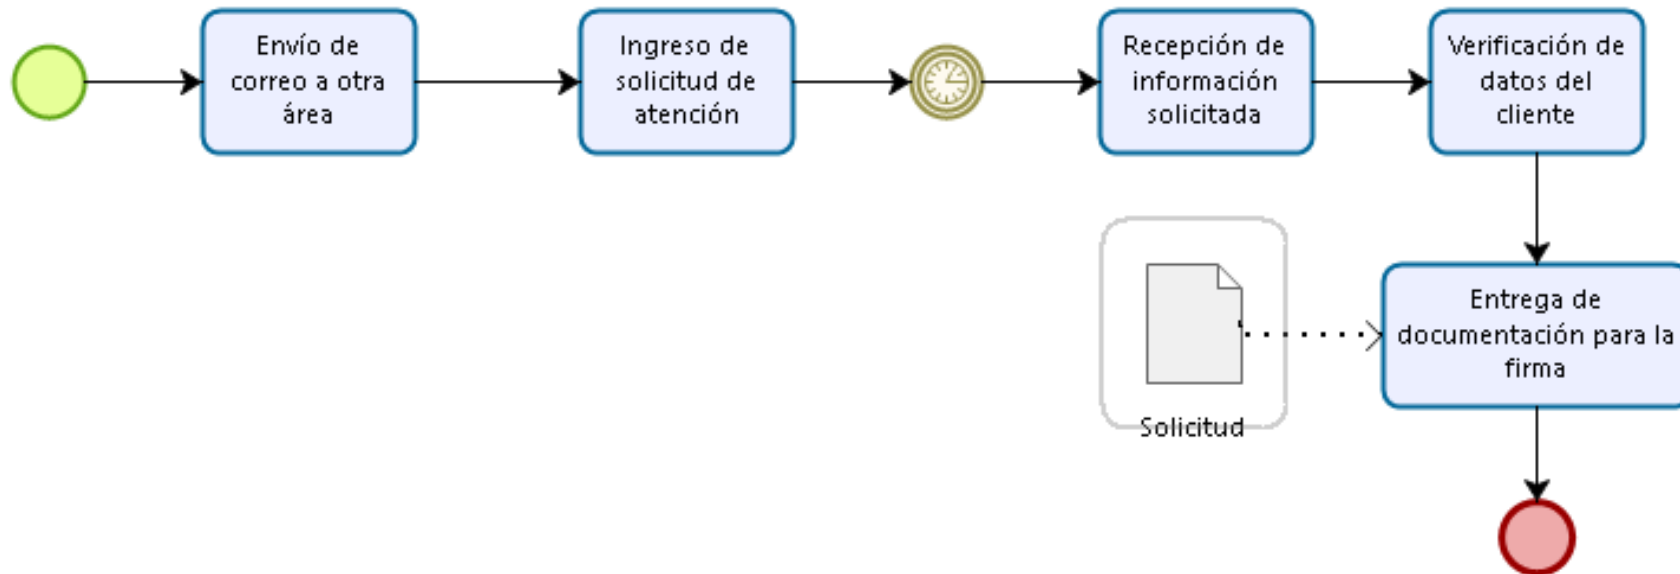 Envío de
correo a otra
área
Ingreso de
solicitud de
atención
Recepción de
información
solicitada
Verificación de
datos del
cliente
Entrega de
documentación para la
firma
Solicitud